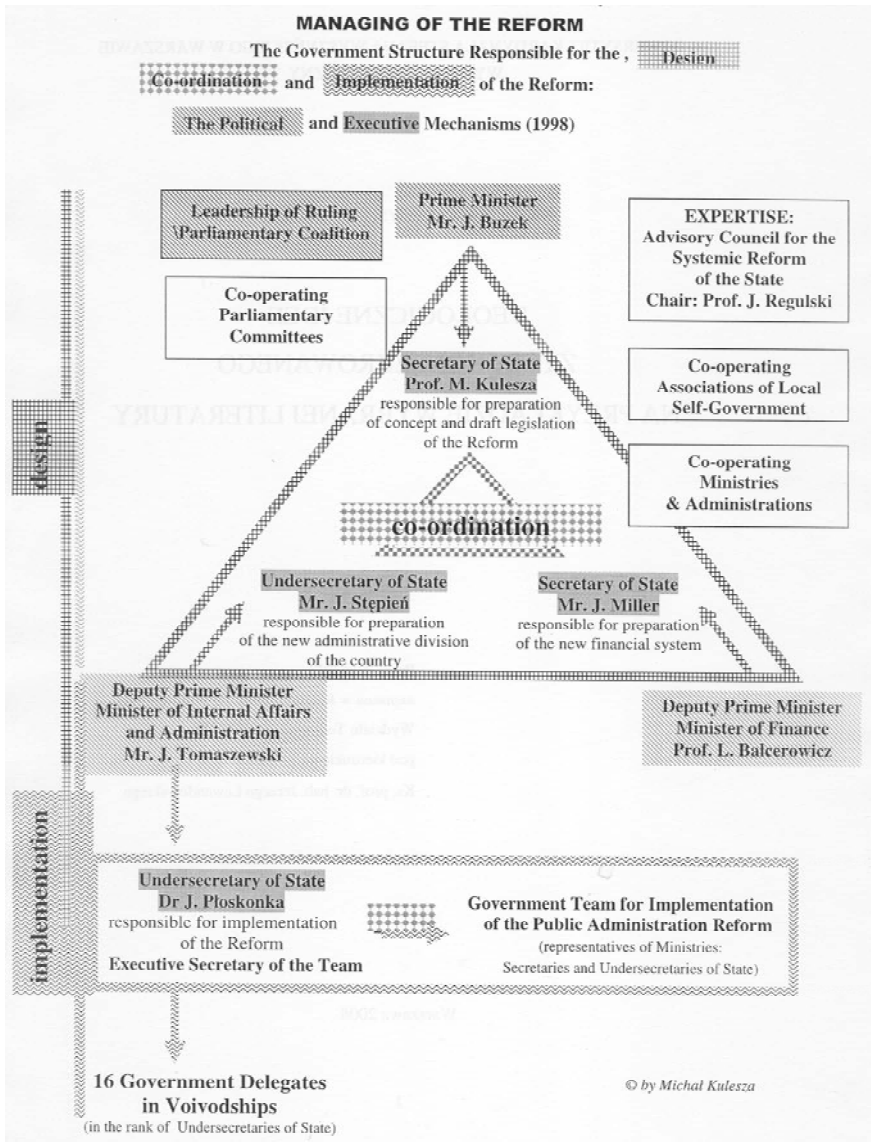 MANAGING OF THE REFORM
The Government Structure Responsible for the , Design
Co-ordination and Implementation of the Reform:
The Political and Executive Mechanisms (1998)
Leadership of Ruling
\Parliamentary Coalition
Prime Minister
Mr. J. Buzek
EXPERTISE:
Advisory Council for the
Systemic Reform
of the State
Chair: Prof. J. Regulski
Co-operating
Parliamentary
Committees
Secretary of State
Prof. M. Kulesza
responsible for preparation
of concept and draft legislation
of the Reform
Co-operating
Associations of Local
Self-Government
Co-operating
Ministries
& Administrations
design
co-ordination
Undersecretary of State
Mr. J. Stępień
responsible for preparation
of the new administrative division
of the country
Secretary of State
Mr. J. Miller
responsible for preparation
of the new financial system
Deputy Prime Minister
Minister of Internal Affairs
and Administration
Mr. J. Tomaszewski
Deputy Prime Minister
Minister of Finance
Prof. L. Balcerowicz
implementation
Undersecretary of State
Dr J. Płoskonka
responsible for implementation
of the Reform
Executive Secretary of the Team
Government Team for Implementation
of the Public Administration Reform
(representatives of Ministries:
Secretaries and Undersecretaries of State)
16 Government Delegates
in Voivodships
(in the rank of Undersecretaries of State)
© by Michał Kulesza